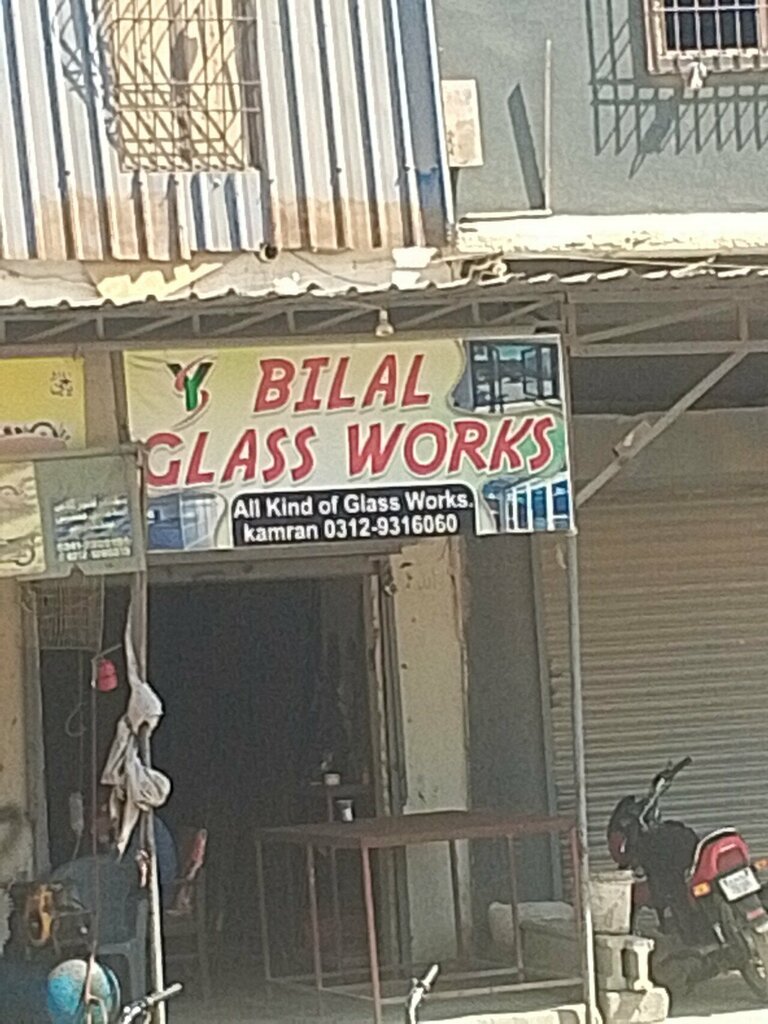 BILAL
GLASS WORKS
All Kind of Glass Works.
kamran 0312-9316060